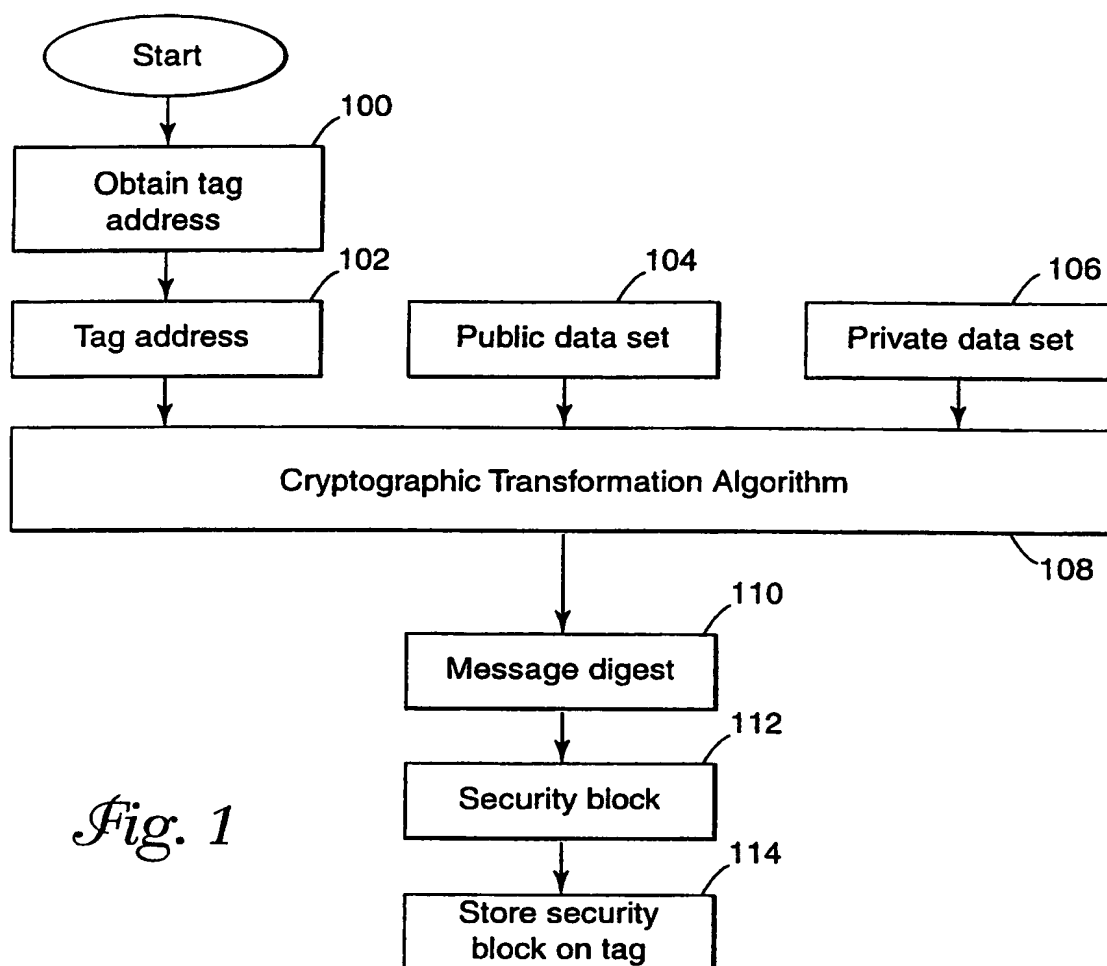 Start
100
Obtain tag
address
102
Tag address
104
Public data set
106
Private data set
Cryptographic Transformation Algorithm
108
110
Message digest
112
Security block
114
Store security
block on tag
Fig. 1